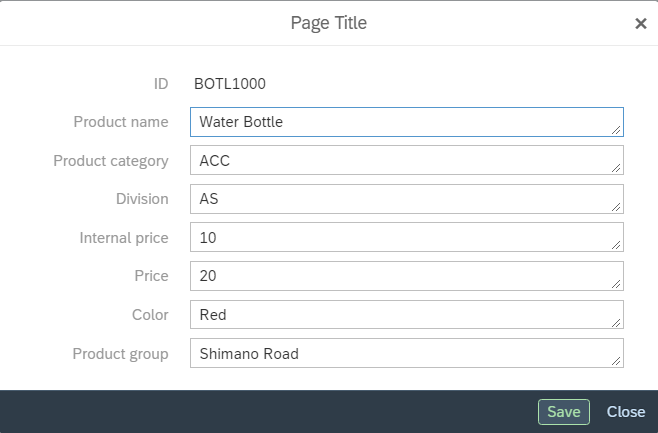 Page Title ×
ID BOTL1000
Product name Water Bottle
Product category ACC
Division AS
Internal price 10
Price 20
Color Red
Product group Shimano Road
Save Close